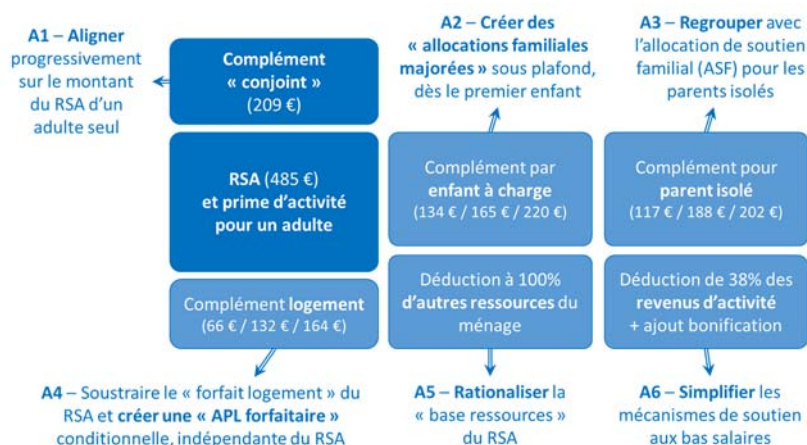 A1 – Aligner
progressivement
sur le montant
du RSA d'un
adulte seul
Complément
« conjoint »
(209 €)
A2 – Créer des
« allocations familiales
majorées » sous plafond,
dès le premier enfant
A3 – Regrouper avec
l'allocation de soutien
familial (ASF) pour les
parents isolés
RSA (485 €)
et prime d'activité
pour un adulte
Complément par
enfant à charge
(134 € / 165 € / 220 €)
Complément pour
parent isolé
(117 € / 188 € / 202 €)
Complément logement
(66 € / 132 € / 164 €)
Déduction à 100%
d'autres ressources du
ménage
Déduction de 38% des
revenus d'activité
+ ajout bonification
A4 – Soustraire le « forfait logement » du
RSA et créer une « APL forfaitaire »
conditionnelle, indépendante du RSA
A5 – Rationaliser la
« base ressources »
du RSA
A6 – Simplifier les
mécanismes de soutien
aux bas salaires